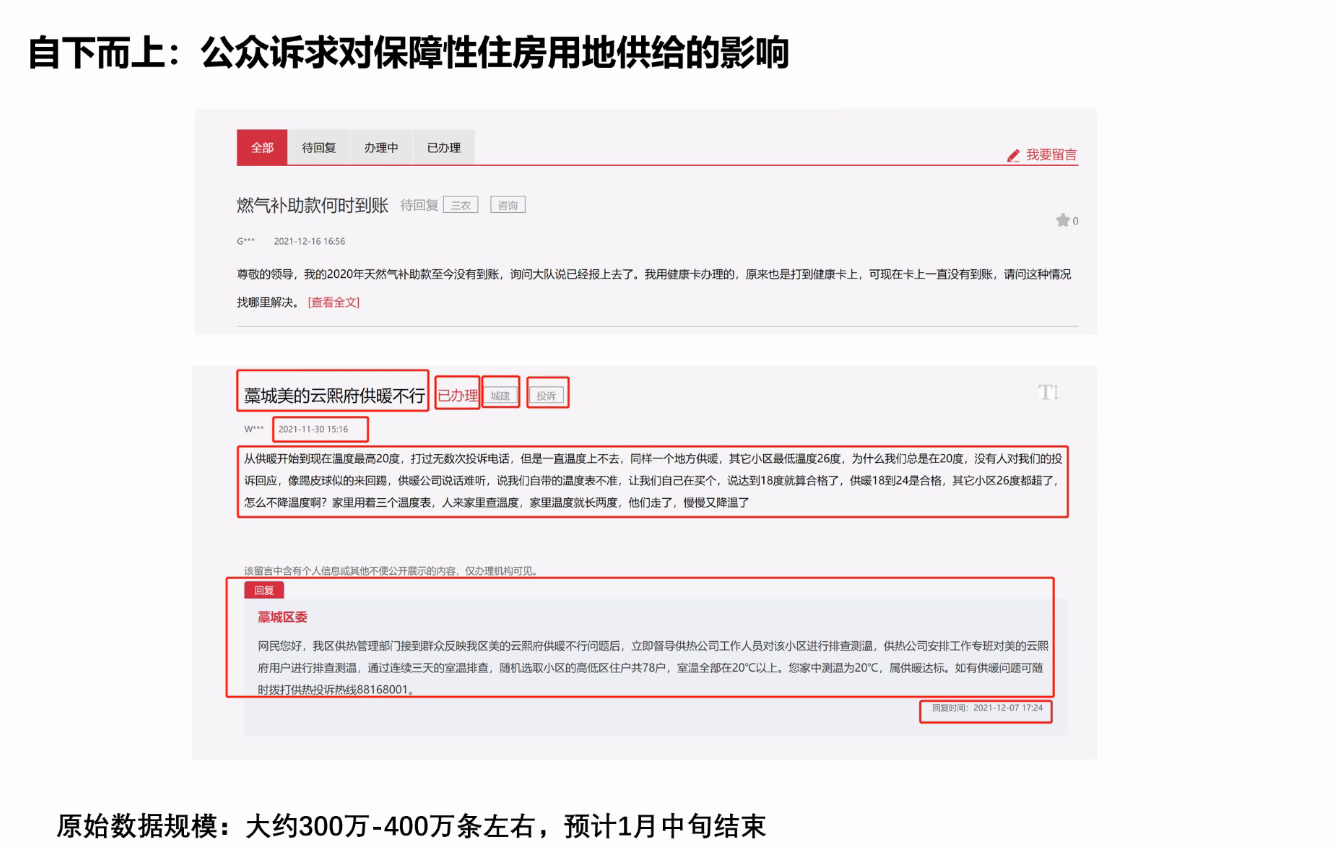 自下而上：公众诉求对保障性住房用地供给的影响
全部 待回复 办理中 已办理
我要留言
燃气补助款何时到账 待回复 三农 咨询
0
G*** 2021-12-16 16:56
尊敬的领导，我的2020年天然气补助款至今没有到账，询问大队说已经报上去了。我用健康卡办理的，原来也是打到健康卡上，可现在卡上一直没有到账，请问这种情况
找哪里解决。 [查看全文]
藁城美的云熙府供暖不行 已办理 城建 投诉
T
W*** 2021-11-30 15:16
从供暖开始到现在温度最高20度，打过无数次投诉电话，但是一直温度上不去，同样一个地方供暖，其它小区最低温度26度，为什么我们总是在20度，没有人对我们的投
诉回应，像踢皮球似的来回踢，供暖公司说话难听，说我们自带的温度表不准，让我们自己在买个，说达到18度就算合格了，供暖18到24是合格，其它小区26度都超了，
怎么不降温度啊？家里用着三个温度表，人来家里查温度，家里温度就长两度，他们走了，慢慢又降温了
该留言中含有个人信息或其他不便公开展示的内容，仅办理机构可见。
回复
藁城区委
网民您好，我区供热管理部门接到群众反映我区美的云熙府供暖不行问题后，立即督导供热公司工作人员对该小区进行排查测温，供热公司安排工作专班对美的云熙
府用户进行排查测温，通过连续三天的室温排查，随机选取小区的高低区住户共78户，室温全部在20℃以上。您家中测温为20℃，属供暖达标。如有供暖问题可随
时拨打供热投诉热线88168001。
回复时间：2021-12-07 17:24
原始数据规模：大约300万-400万条左右，预计1月中旬结束